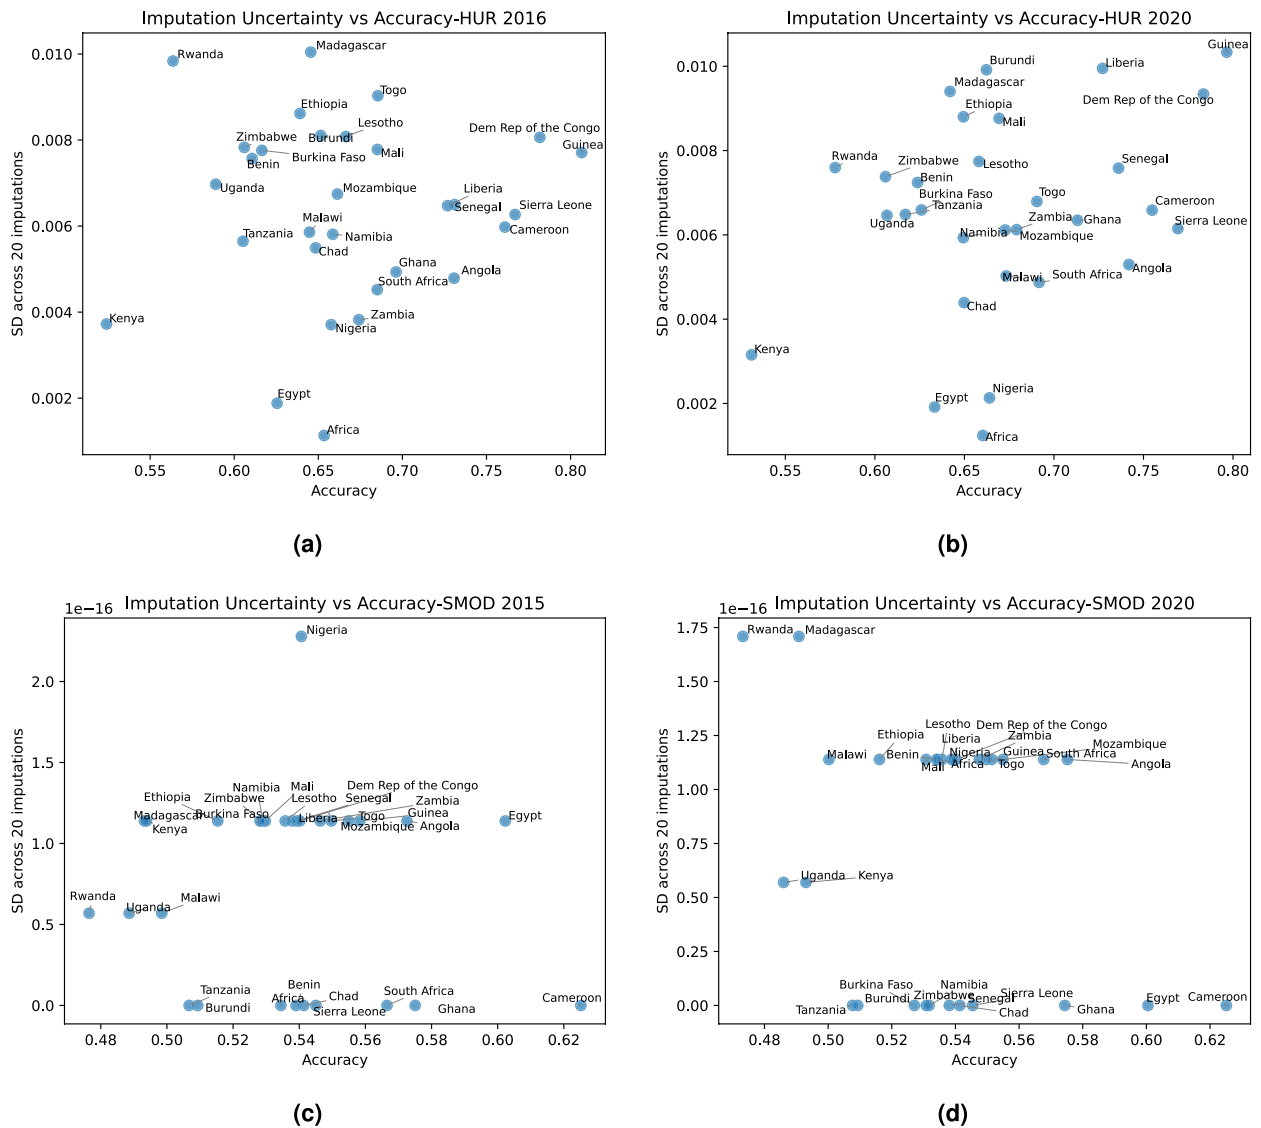 Imputation Uncertainty vs Accuracy-HUR 2016
SD across 20 imputations
0.010
0.008
0.006
0.004
0.002
Rwanda
Madagascar
Togo
Ethiopia
Lesotho
Dem Rep of the Congo
Zimbabwe
Burundi
Guinea
Burkina Faso
Mali
Benin
Uganda
Mozambique
Liberia
Senegal
Sierra Leone
Malawi
Cameroon
Tanzania
Namibia
Chad
Ghana
Angola
South Africa
Kenya
Zambia
Nigeria
Egypt
Africa
0.55 0.60 0.65 0.70 0.75 0.80
Accuracy
(a)
Imputation Uncertainty vs Accuracy-HUR 2020
SD across 20 imputations
0.010
0.008
0.006
0.004
0.002
Guinea
Burundi
Liberia
Madagascar
Dem Rep of the Congo
Ethiopia
Mali
Rwanda
Zimbabwe
Lesotho
Senegal
Benin
Burkina Faso
Togo
Tanzania
Cameroon
Uganda
Zambia
Ghana
Sierra Leone
Namibia
Mozambique
Angola
Malawi
South Africa
Chad
Kenya
Nigeria
Egypt
Africa
0.55 0.60 0.65 0.70 0.75 0.80
Accuracy
(b)
1e−16
Imputation Uncertainty vs Accuracy-SMOD 2015
SD across 20 imputations
2.0
1.5
1.0
0.5
0.0
Nigeria
Namibia
Mali
Dem Rep of the Congo
Ethiopia
Zimbabwe
Lesotho
Senegal
Zambia
Madagascar
Burkina Faso
Liberia
Togo
Guinea
Egypt
Kenya
Mozambique
Angola
Rwanda
Malawi
Uganda
Tanzania
Benin
South Africa
Africa
Chad
Cameroon
Burundi
Sierra Leone
Ghana
0.48 0.50 0.52 0.54 0.56 0.58 0.60 0.62
Accuracy
(c)
1e−16
Imputation Uncertainty vs Accuracy-SMOD 2020
SD across 20 imputations
1.75
1.50
1.25
1.00
0.75
0.50
0.25
0.00
Rwanda
Madagascar
Lesotho
Dem Rep of the Congo
Ethiopia
Liberia
Zambia
Mozambique
Malawi
Benin
Nigeria
Guinea
South Africa
Mali
Africa
Togo
Angola
Uganda
Kenya
Burkina Faso
Namibia
Burundi
Zimbabwe
Senegal
Sierra Leone
Egypt
Cameroon
Tanzania
Chad
Ghana
0.48 0.50 0.52 0.54 0.56 0.58 0.60 0.62
Accuracy
(d)